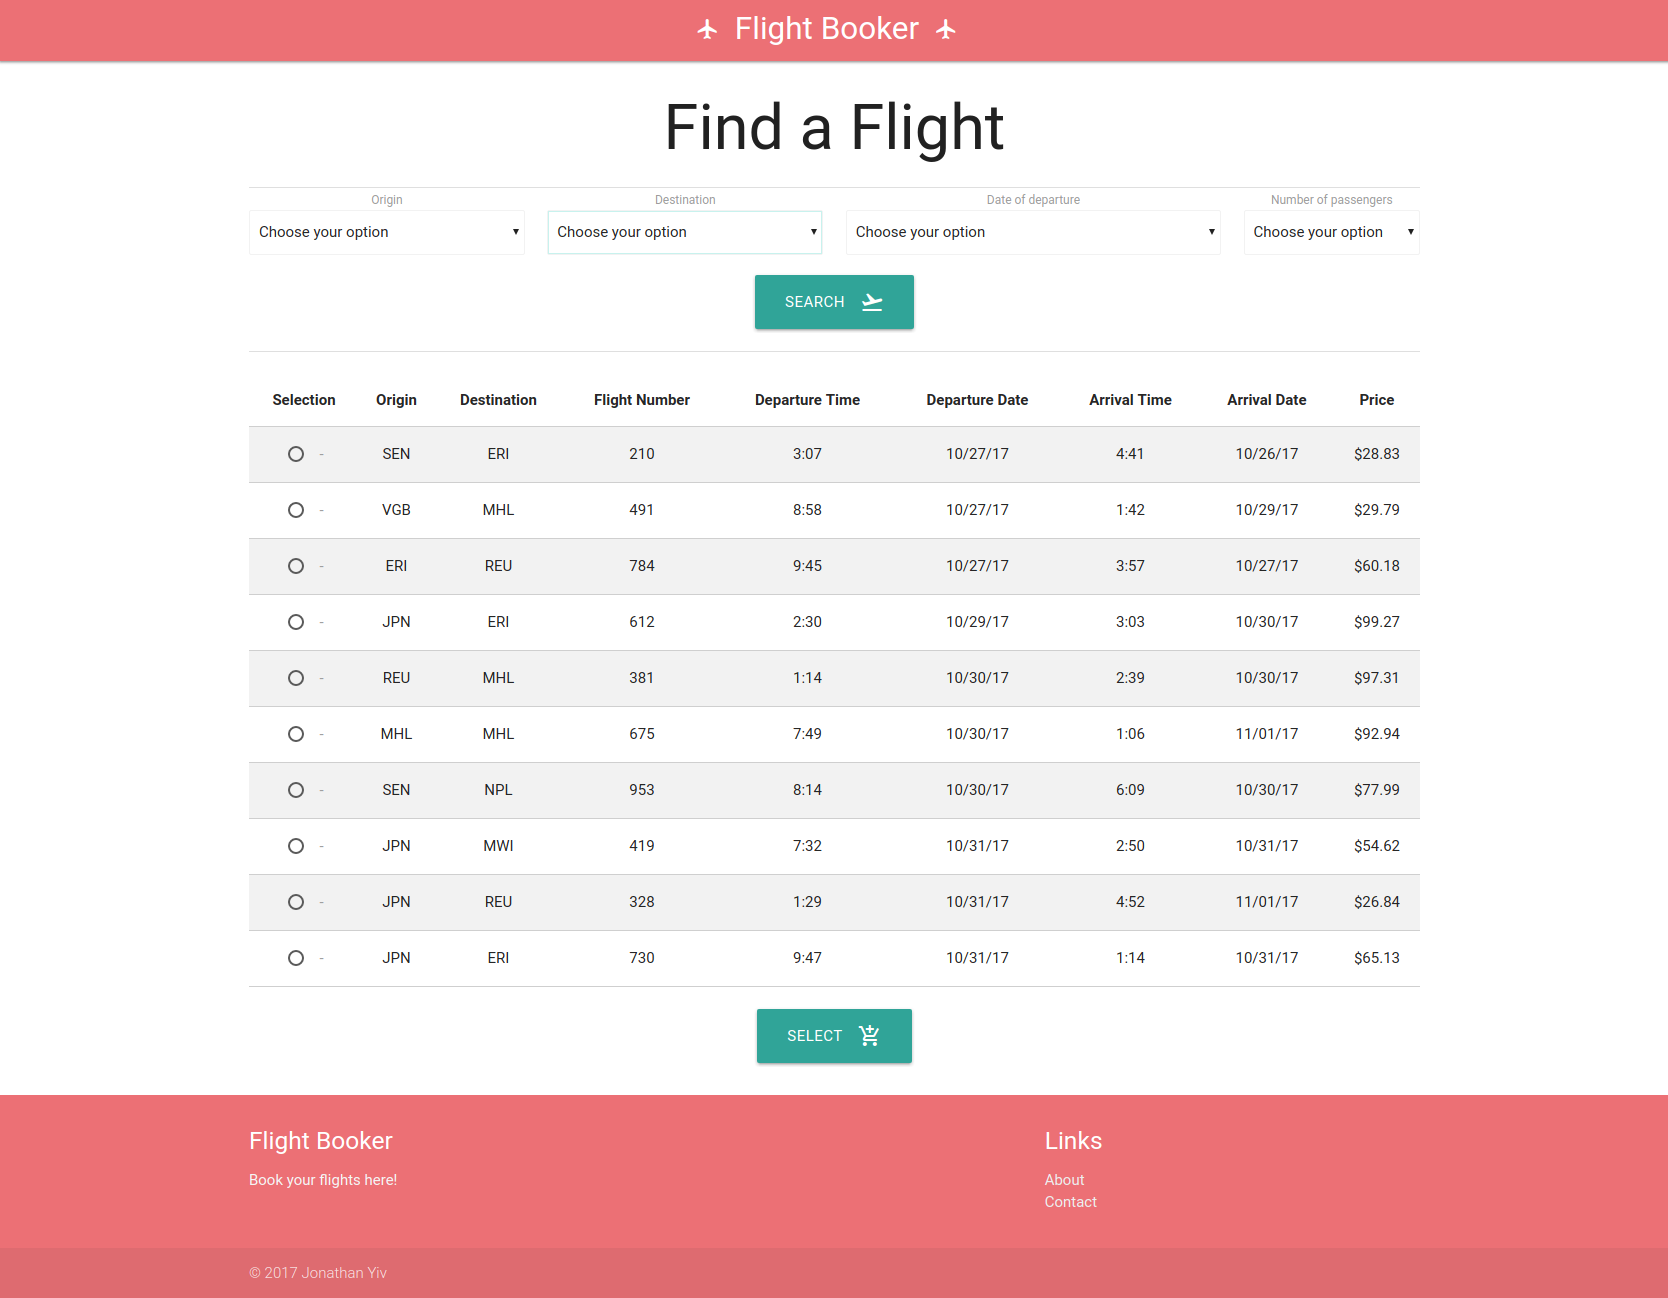 Flight Booker
Find a Flight
Origin Destination Date of departure Number of passengers
Choose your option Choose your option Choose your option Choose your option
SEARCH
Selection Origin Destination Flight Number Departure Time Departure Date Arrival Time Arrival Date Price
- SEN ERI 210 3:07 10/27/17 4:41 10/26/17 $28.83
- VGB MHL 491 8:58 10/27/17 1:42 10/29/17 $29.79
- ERI REU 784 9:45 10/27/17 3:57 10/27/17 $60.18
- JPN ERI 612 2:30 10/29/17 3:03 10/30/17 $99.27
- REU MHL 381 1:14 10/30/17 2:39 10/30/17 $97.31
- MHL MHL 675 7:49 10/30/17 1:06 11/01/17 $92.94
- SEN NPL 953 8:14 10/30/17 6:09 10/30/17 $77.99
- JPN MWI 419 7:32 10/31/17 2:50 10/31/17 $54.62
- JPN REU 328 1:29 10/31/17 4:52 11/01/17 $26.84
- JPN ERI 730 9:47 10/31/17 1:14 10/31/17 $65.13
SELECT
Flight Booker
Book your flights here!
Links
About
Contact
© 2017 Jonathan Yiv